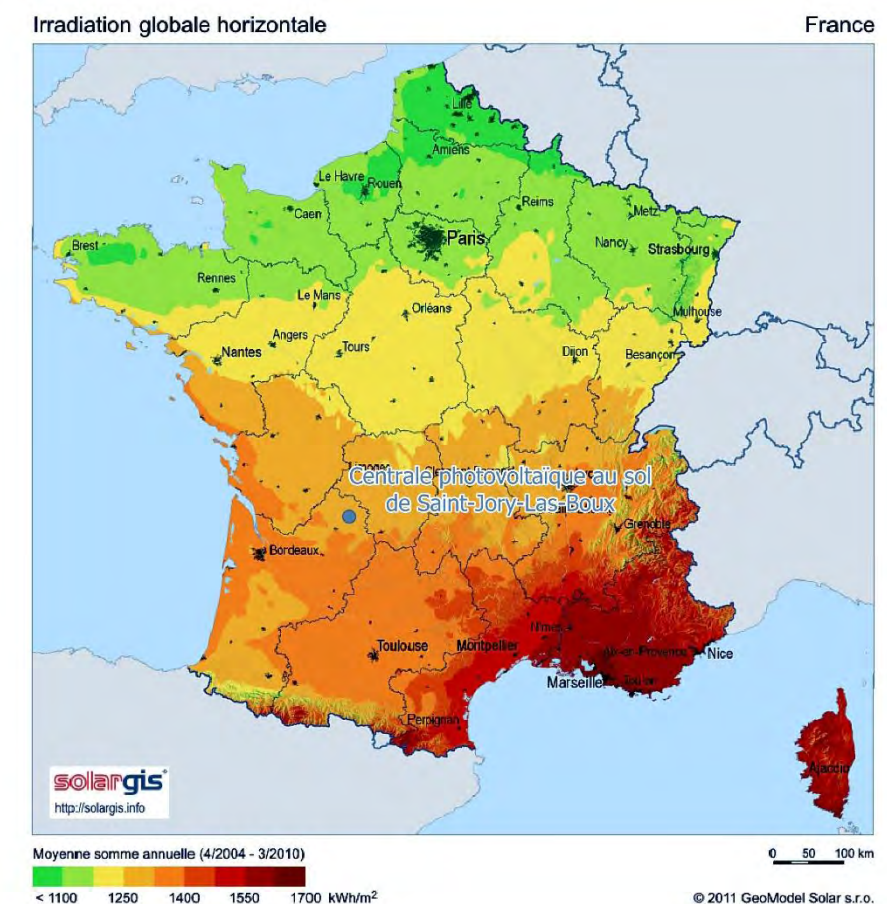 Irradiation globale horizontale
France
Lille
Amiens
Le Havre
Rouen
Reims
Metz
Caen
Paris
Nancy
Strasbourg
Brest
Rennes
Le Mans
Orléans
Mulhouse
Angers
Nantes
Tours
Dijon
Besançon
Limoges
Centrale photovoltaïque au sol
de Saint-Jory-Las-Boux
Grenoble
Bordeaux
Nîmes
Toulouse
Montpellier
Aix-en-Provence
Nice
Marseille
Toulon
Perpignan
Ajaccio
solargis
http://solargis.info
Moyenne somme annuelle (4/2004 - 3/2010)
0 50 100 km
< 1100 1250 1400 1550 1700 kWh/m²
© 2011 GeoModel Solar s.r.o.